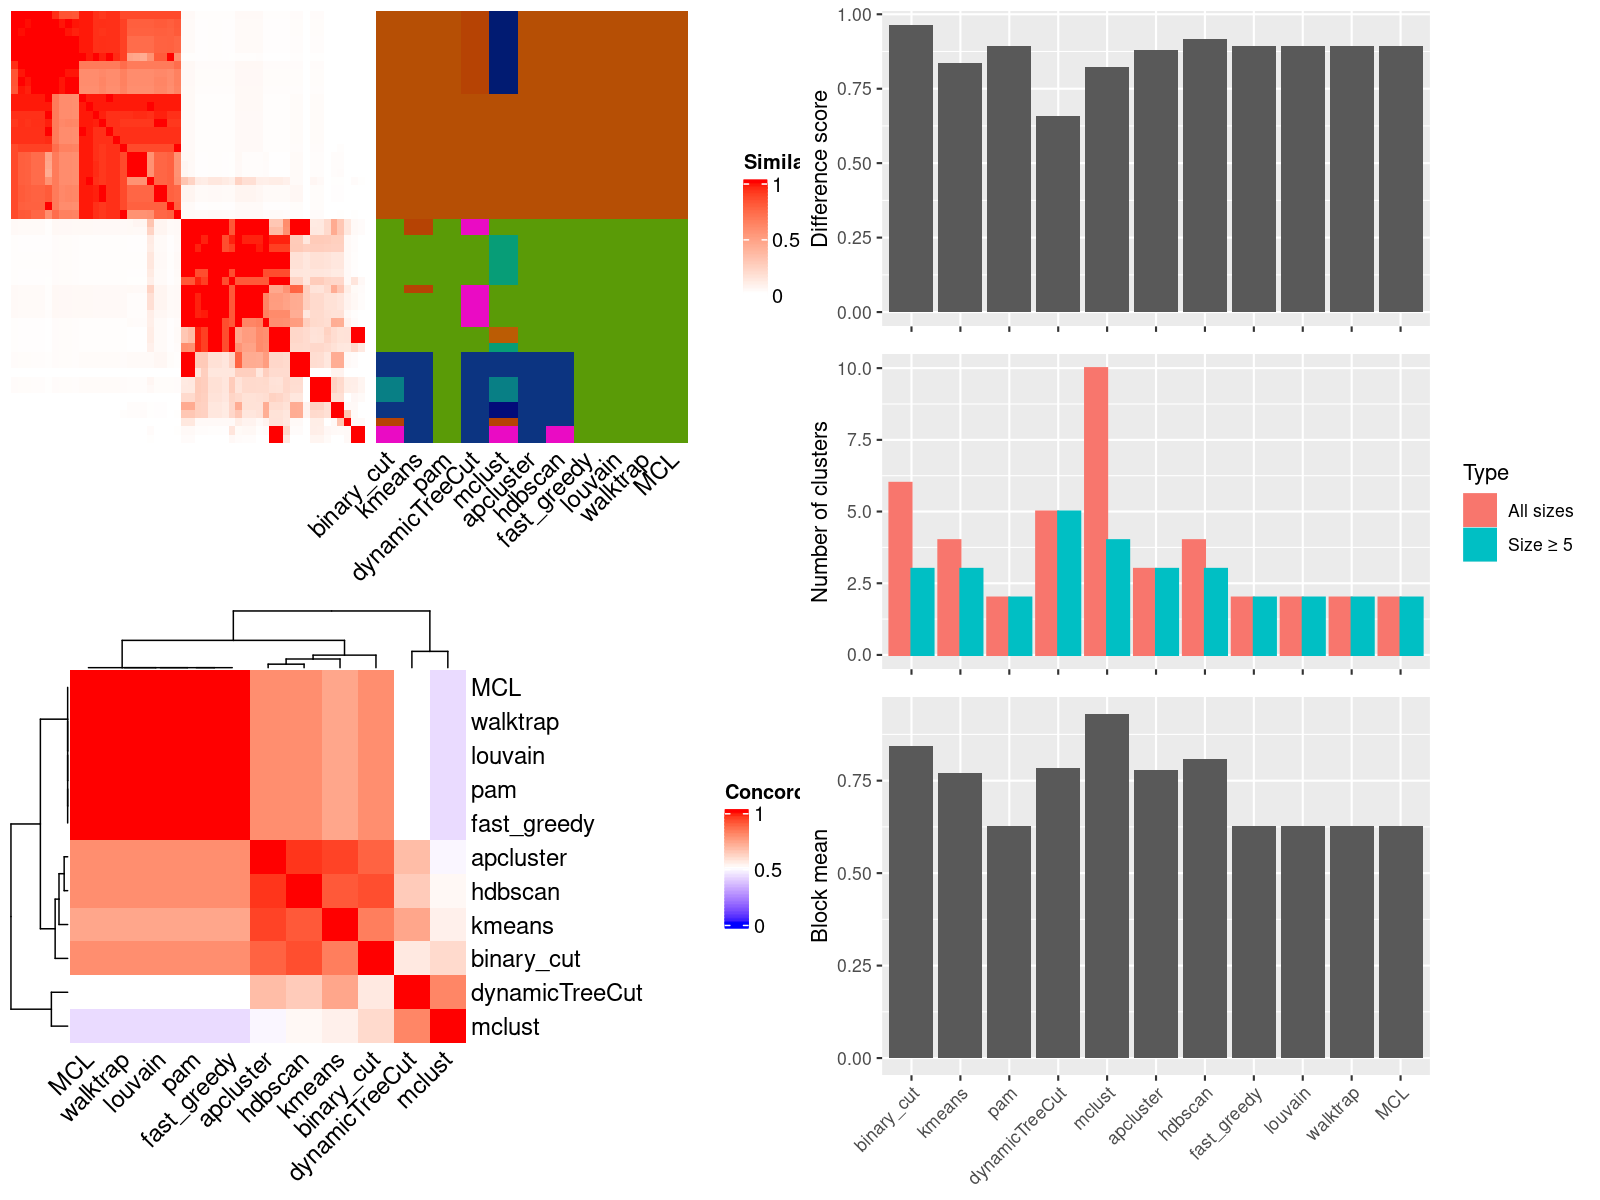 Simila
1
0.5
0
binary_cut
kmeans
pam
dynamicTreeCut
mclust
apcluster
hdbscan
fast_greedy
louvain
walktrap
MCL
MCL
walktrap
louvain
pam
fast_greedy
apcluster
hdbscan
kmeans
binary_cut
dynamicTreeCut
mclust
MCL
walktrap
louvain
pam
fast_greedy
apcluster
hdbscan
kmeans
binary_cut
dynamicTreeCut
mclust
Concord
1
0.5
0
Difference score
1.00
0.75
0.50
0.25
0.00
Number of clusters
10.0
7.5
5.0
2.5
0.0
Type
All sizes
Size ≥ 5
Block mean
0.75
0.50
0.25
0.00
binary_cut
kmeans
pam
dynamicTreeCut
mclust
apcluster
hdbscan
fast_greedy
louvain
walktrap
MCL